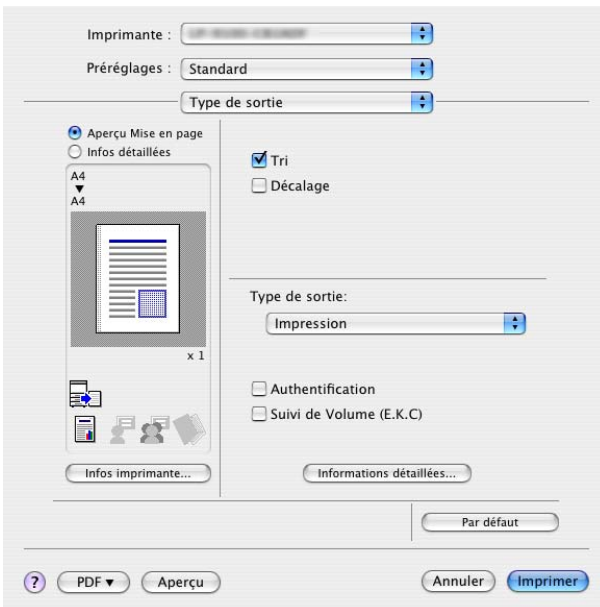 Imprimante :
Préréglages : Standard
Type de sortie
Aperçu Mise en page
Infos détaillées
A4
A4
x 1
Infos imprimante...
Tri
Décalage
Type de sortie:
Impression
Authentification
Suivi de Volume (E.K.C)
Informations détaillées...
Par défaut
? PDF Aperçu Annuler Imprimer